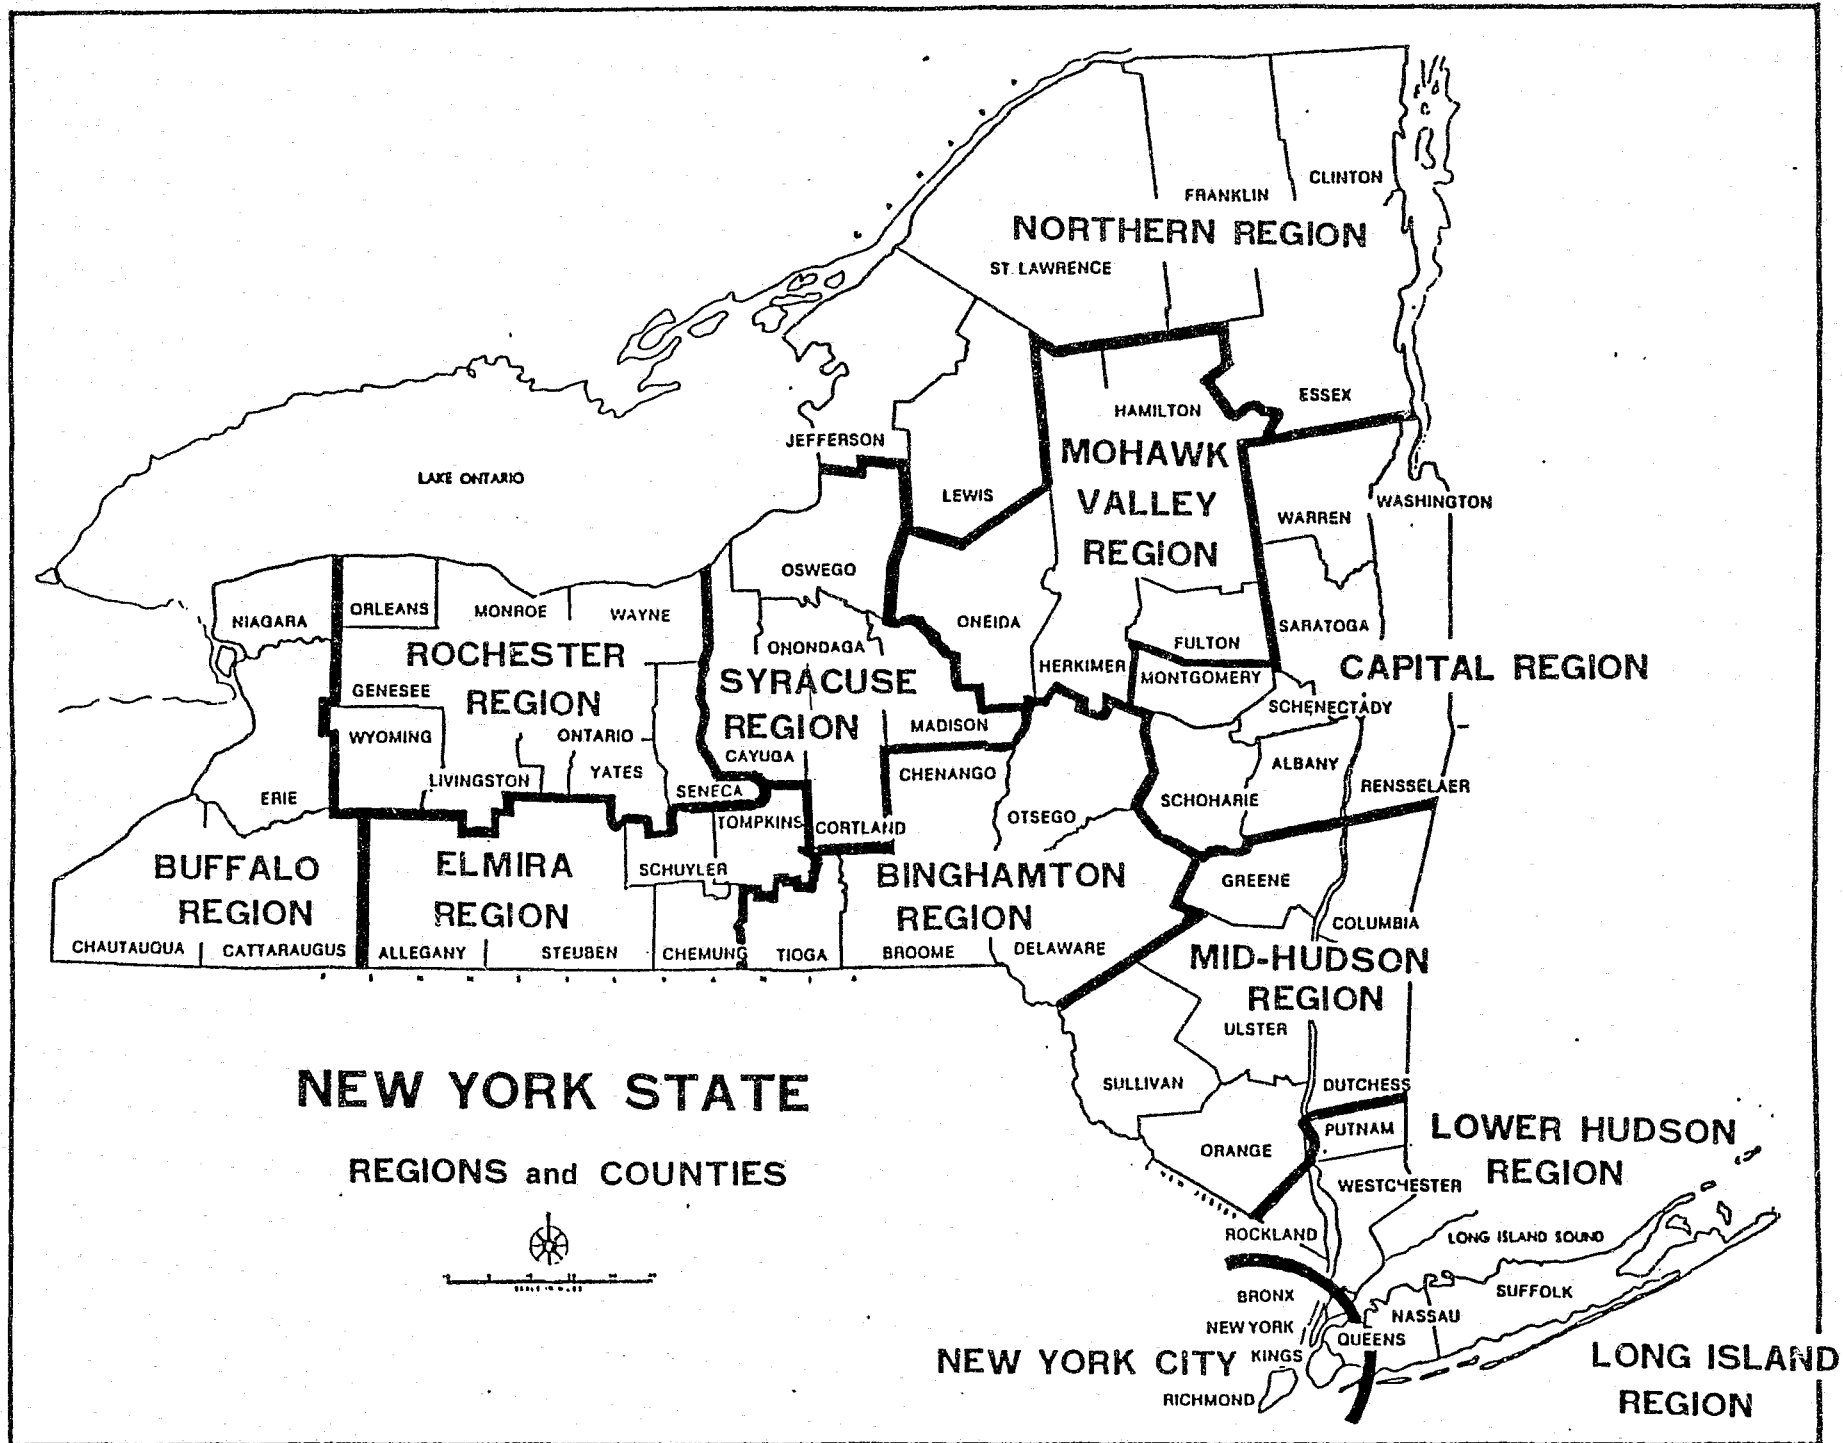 CLINTON
FRANKLIN
NORTHERN REGION
ST. LAWRENCE
ESSEX
HAMILTON
JEFFERSON
MOHAWK
VALLEY
REGION
LAKE ONTARIO
LEWIS
WASHINGTON
WARREN
OSWEGO
NIAGARA
ORLEANS
MONROE
WAYNE
ONEIDA
SARATOGA
FULTON
ONONDAGA
HERKIMER
MONTGOMERY
CAPITAL REGION
ROCHESTER
REGION
SYRACUSE
REGION
GENESEE
SCHENECTADY
MADISON
WYOMING
ONTARIO
CAYUGA
ALBANY
CHENANGO
YATES
LIVINGSTON
SENECA
RENSSELAER
ERIE
SCHOHARIE
OTSEGO
TOMPKINS
CORTLAND
BUFFALO
REGION
ELMIRA
REGION
SCHUYLER
BINGHAMTON
REGION
GREENE
COLUMBIA
CHAUTAUQUA
CATTARAUGUS
ALLEGANY
STEUBEN
CHEMUNG
TIOGA
BROOME
DELAWARE
MID-HUDSON
REGION
ULSTER
NEW YORK STATE
SULLIVAN
DUTCHESS
PUTNAM
LOWER HUDSON
REGION
ORANGE
REGIONS and COUNTIES
WESTCHESTER
ROCKLAND
LONG ISLAND SOUND
BRONX
SUFFOLK
NASSAU
NEW YORK
QUEENS
NEW YORK CITY
KINGS
RICHMOND
LONG ISLAND
REGION